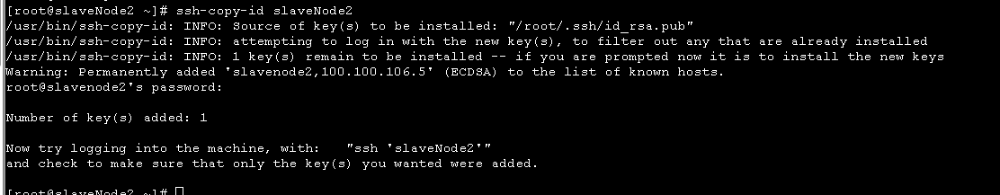 [root@slaveNode2 ~]# ssh-copy-id slaveNode2
/usr/bin/ssh-copy-id: INFO: Source of key(s) to be installed: "/root/.ssh/id_rsa.pub"
/usr/bin/ssh-copy-id: INFO: attempting to log in with the new key(s), to filter out any that are already installed
/usr/bin/ssh-copy-id: INFO: 1 key(s) remain to be installed -- if you are prompted now it is to install the new keys
Warning: Permanently added 'slavenode2,100.100.106.5' (ECDSA) to the list of known hosts.
root@slavenode2's password:
Number of key(s) added: 1
Now try logging into the machine, with:   "ssh 'slaveNode2'"
and check to make sure that only the key(s) you wanted were added.
[root@slaveNode2 ~]#